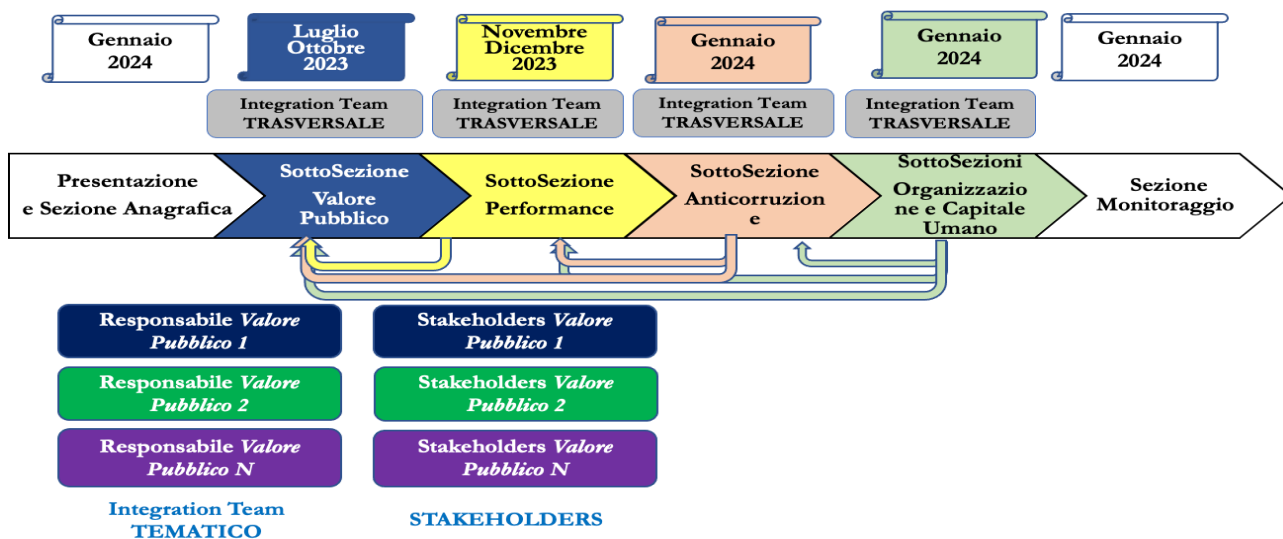 Gennaio
2024
Luglio
Ottobre
2023
Novembre
Dicembre
2023
Gennaio
2024
Gennaio
2024
Gennaio
2024
Integration Team
TRASVERSALE
Integration Team
TRASVERSALE
Integration Team
TRASVERSALE
Integration Team
TRASVERSALE
Presentazione
e Sezione Anagrafica
SottoSezione
Valore
Pubblico
SottoSezione
Performance
SottoSezione
Anticorruzion
e
SottoSezioni
Organizzazio
ne e Capitale
Umano
Sezione
Monitoraggio
Responsabile Valore
Pubblico 1
Stakeholders Valore
Pubblico 1
Responsabile Valore
Pubblico 2
Stakeholders Valore
Pubblico 2
Responsabile Valore
Pubblico N
Stakeholders Valore
Pubblico N
Integration Team
TEMATICO
STAKEHOLDERS